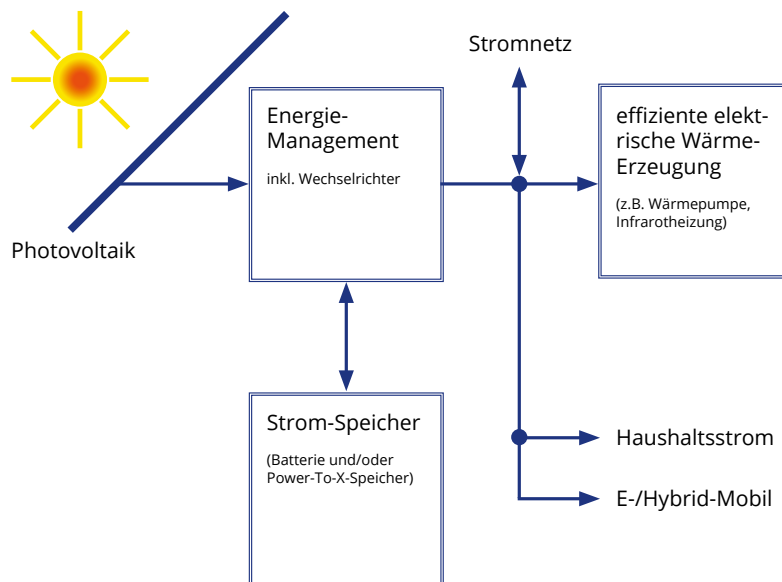 Stromnetz
Energie-
Management
inkl. Wechselrichter
effiziente elekt-
rische Wärme-
Erzeugung
(z.B. Wärmepumpe,
Infrarotheizung)
Photovoltaik
Strom-Speicher
(Batterie und/oder
Power-To-X-Speicher)
Haushaltsstrom
E-/Hybrid-Mobil